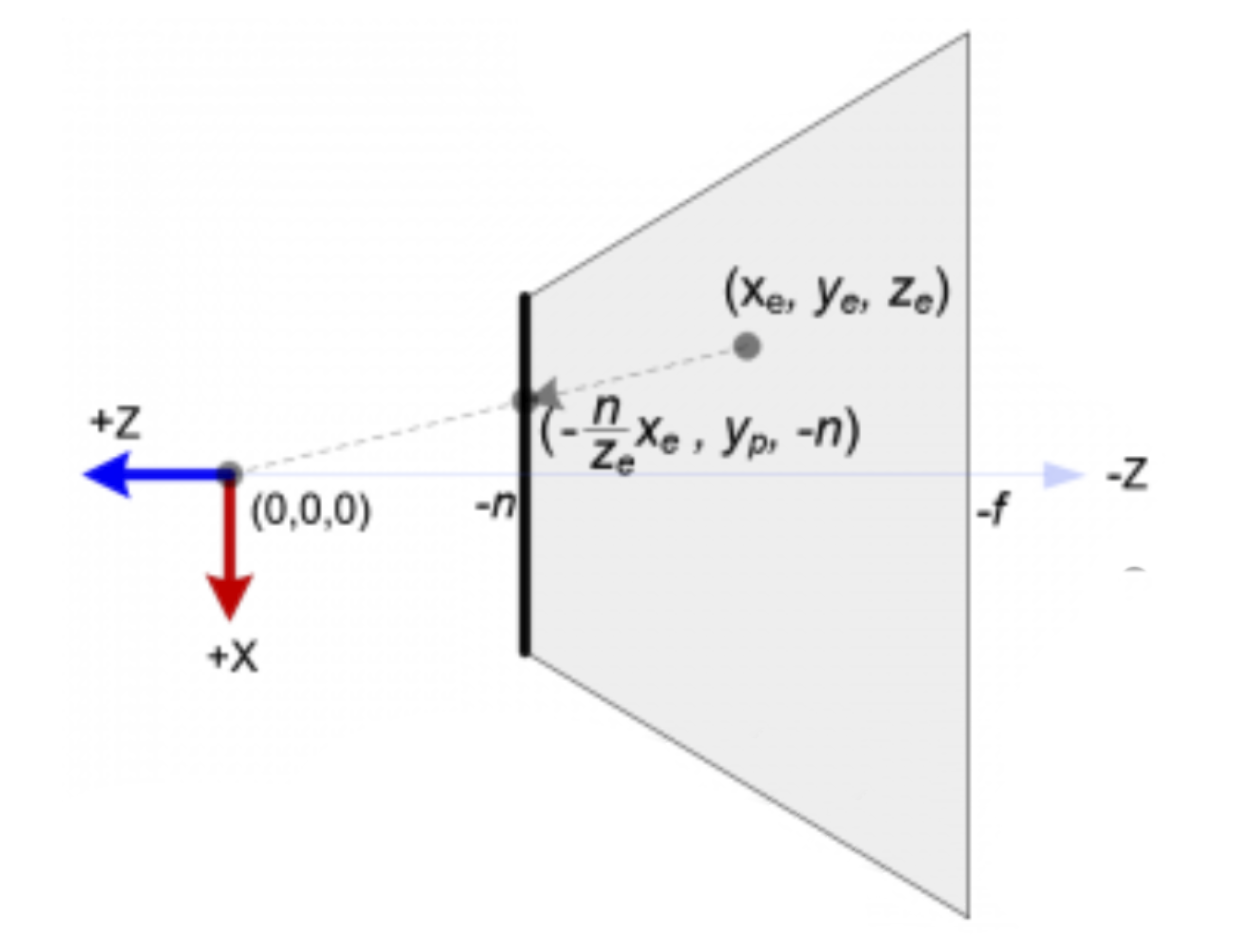 (xₑ, yₑ, zₑ)
+Z
(-n/zₑ xₑ , yₚ, -n)
-Z
(0,0,0)
-n
-f
+X